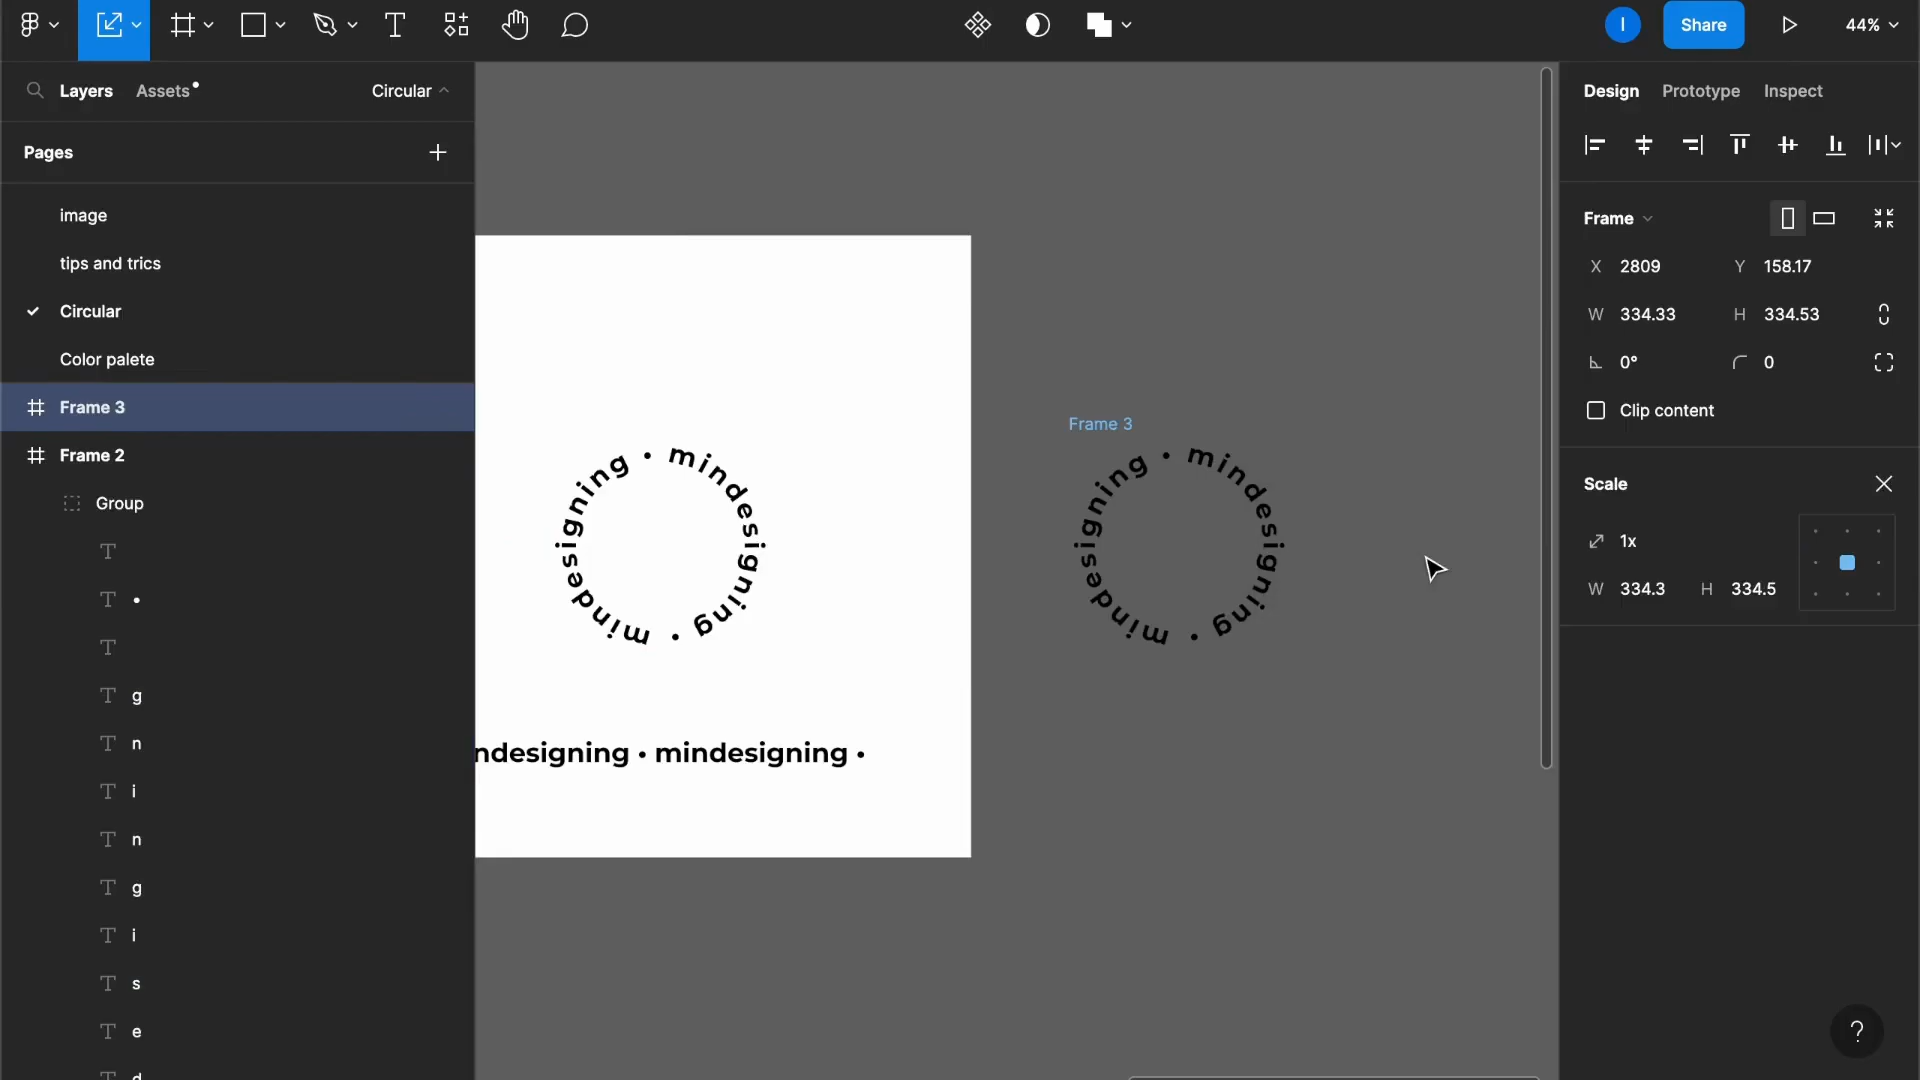 I
Share
44%
Layers
Assets
Circular
Pages
image
tips and trics
Circular
Color palete
Frame 3
Frame 2
Group
•
g
n
i
n
g
i
s
e
d
mindesigning • mindesigning •
ndesigning • mindesigning •
Frame 3
mindesigning • mindesigning •
Design
Prototype
Inspect
Frame
X 2809
Y 158.17
W 334.33
H 334.53
0°
0
Clip content
Scale
1x
W 334.3
H 334.5
?